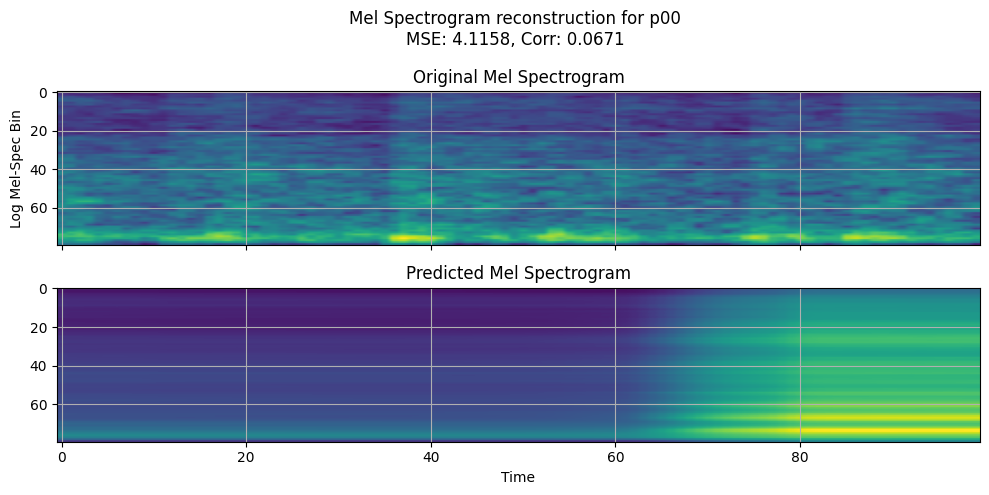 Mel Spectrogram reconstruction for p00
MSE: 4.1158, Corr: 0.0671
Original Mel Spectrogram
0
20
40
60
Log Mel-Spec Bin
Predicted Mel Spectrogram
0
20
40
60
0 20 40 60 80
Time